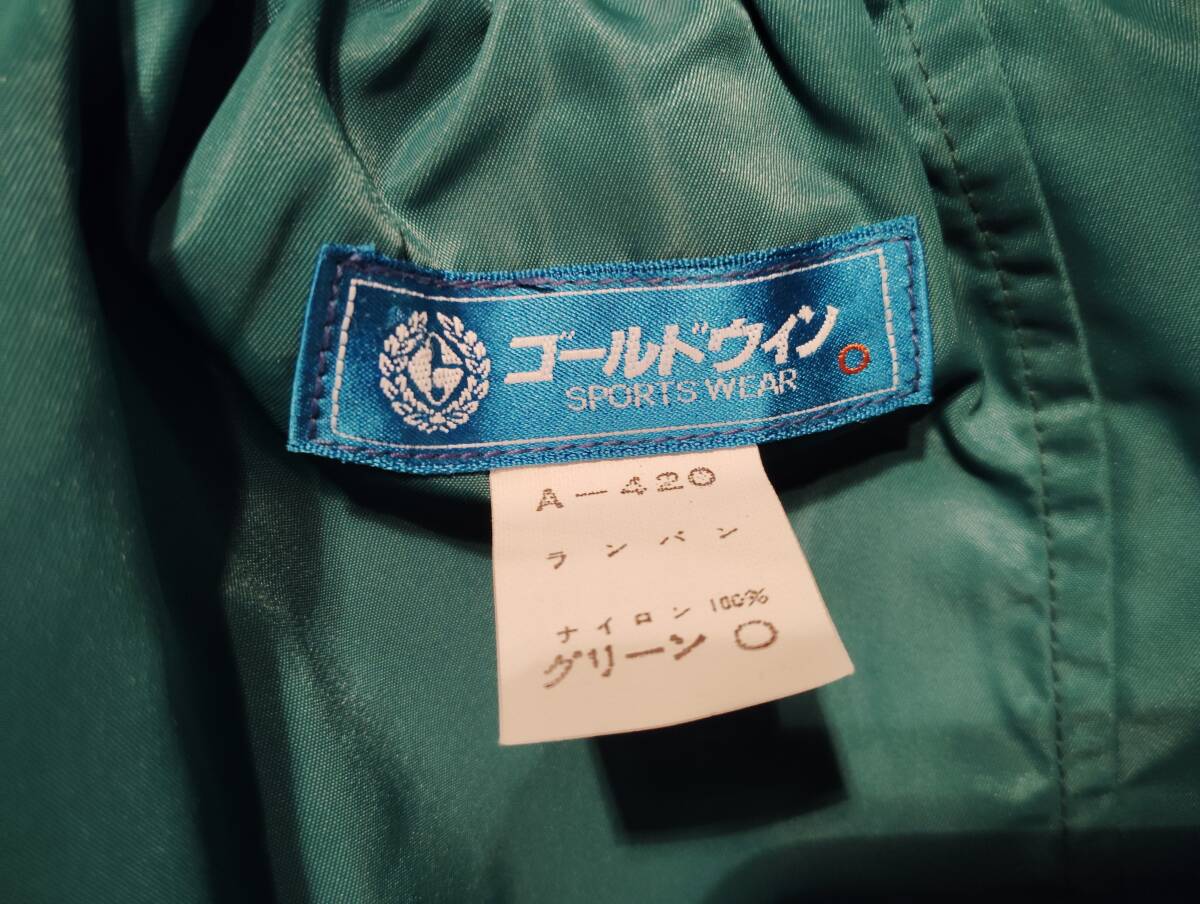 ゴールドウイン O
SPORTS WEAR
A-420
ランパン
ナイロン 100%
グリーン O